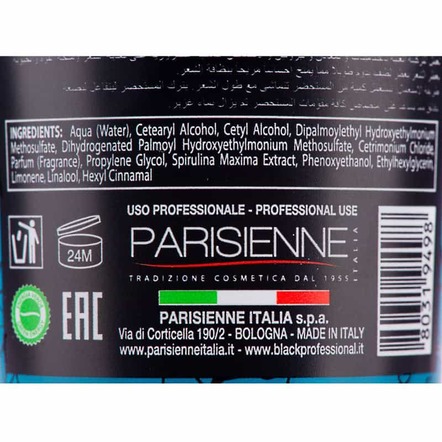 INGREDIENTS: Aqua (Water), Cetearyl Alcohol, Cetyl Alcohol, Dipalmoylethyl Hydroxyethylmonium
Methosulfate, Dihydrogenated Palmoyl Hydroxyethylmonium Methosulfate, Cetrimonium Chloride,
Parfum (Fragrance), Propylene Glycol, Spirulina Maxima Extract, Phenoxyethanol, Ethylhexylglycerin,
Limonene, Linalool, Hexyl Cinnamal
USO PROFESSIONALE - PROFESSIONAL USE
PARISIENNE
ITALIA
TRADIZIONE COSMETICA DAL 1955
24M
EAC
PARISIENNE ITALIA s.p.a.
Via di Corticella 190/2 - BOLOGNA - MADE IN ITALY
www.parisienneitalia.it - www.blackprofessional.it
8031 9498